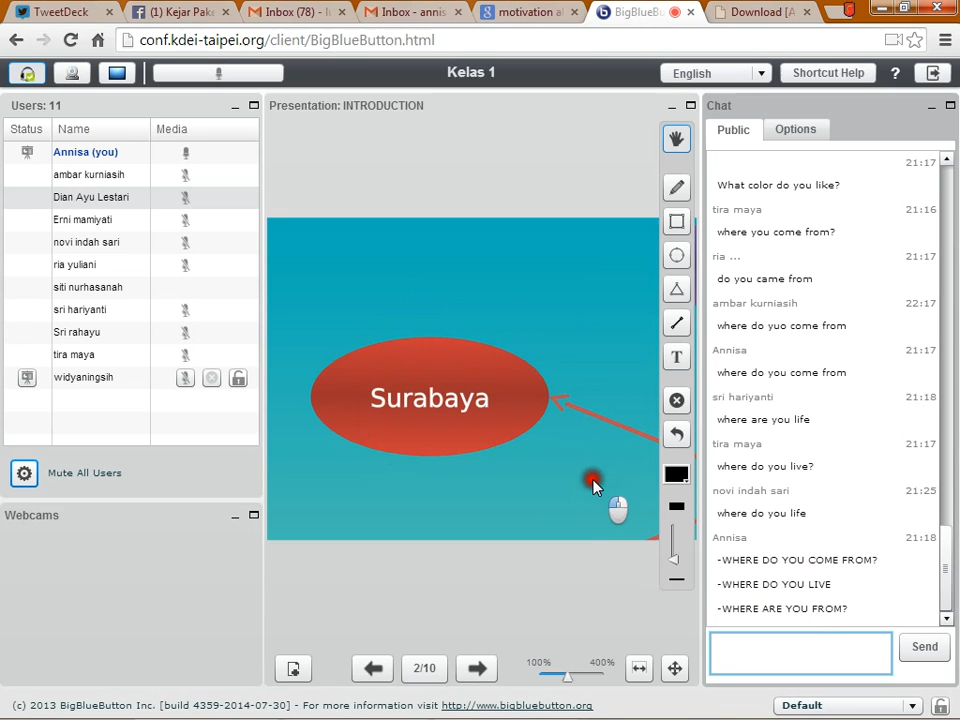 TweetDeck
(1) Kejar Pake
Inbox (78) - l
Inbox - annis
motivation al
BigBlueBu
Download [A
conf.kdei-taipei.org/client/BigBlueButton.html
Kelas 1
English
Shortcut Help
?
Users: 11
Status Name Media
Annisa (you)
ambar kurniasih
Dian Ayu Lestari
Erni mamiyati
novi indah sari
ria yuliani
siti nurhasanah
sri hariyanti
Sri rahayu
tira maya
widyaningsih
Mute All Users
Webcams
Presentation: INTRODUCTION
Surabaya
T
2/10
100% 400%
Chat
Public Options
21:17
What color do you like?
tira maya 21:16
where you come from?
ria ... 21:17
do you came from
ambar kurniasih 22:17
where do yuo come from
Annisa 21:17
where do you come from
sri hariyanti 21:18
where are you life
tira maya 21:17
where do you live?
novi indah sari 21:25
where do you life
Annisa 21:18
-WHERE DO YOU COME FROM?
-WHERE DO YOU LIVE
-WHERE ARE YOU FROM?
Send
(c) 2013 BigBlueButton Inc. [build 4359-2014-07-30] - For more information visit http://www.bigbluebutton.org
Default